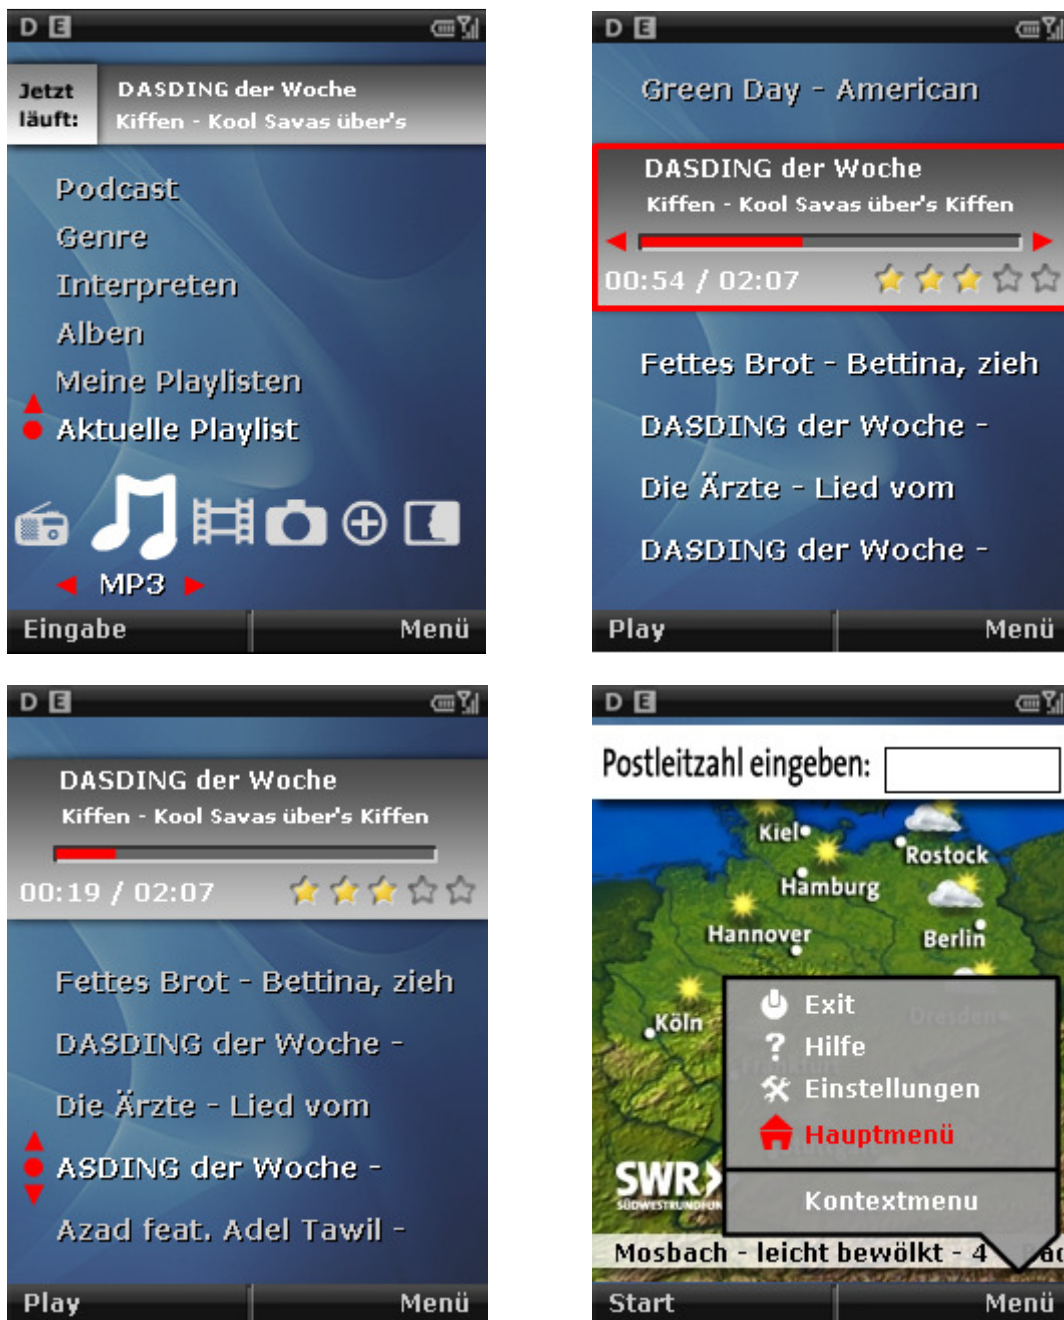 D E
Jetzt
läuft:
DASDING der Woche
Kiffen - Kool Savas über's
Podcast
Genre
Interpreten
Alben
Meine Playlisten
Aktuelle Playlist
MP3
Eingabe
Menü
D E
Green Day - American
DASDING der Woche
Kiffen - Kool Savas über's Kiffen
00:54 / 02:07
Fettes Brot - Bettina, zieh
DASDING der Woche -
Die Ärzte - Lied vom
DASDING der Woche -
Play
Menü
D E
DASDING der Woche
Kiffen - Kool Savas über's Kiffen
00:19 / 02:07
Fettes Brot - Bettina, zieh
DASDING der Woche -
Die Ärzte - Lied vom
ASDING der Woche -
Azad feat. Adel Tawil -
Play
Menü
D E
Postleitzahl eingeben:
Kiel
Rostock
Hamburg
Hannover
Berlin
Köln
Dresden
Exit
Hilfe
Einstellungen
Hauptmenü
Kontextmenu
SWR
SÜDWESTRUNDFUN
Mosbach - leicht bewölkt - 4
Start
Menü